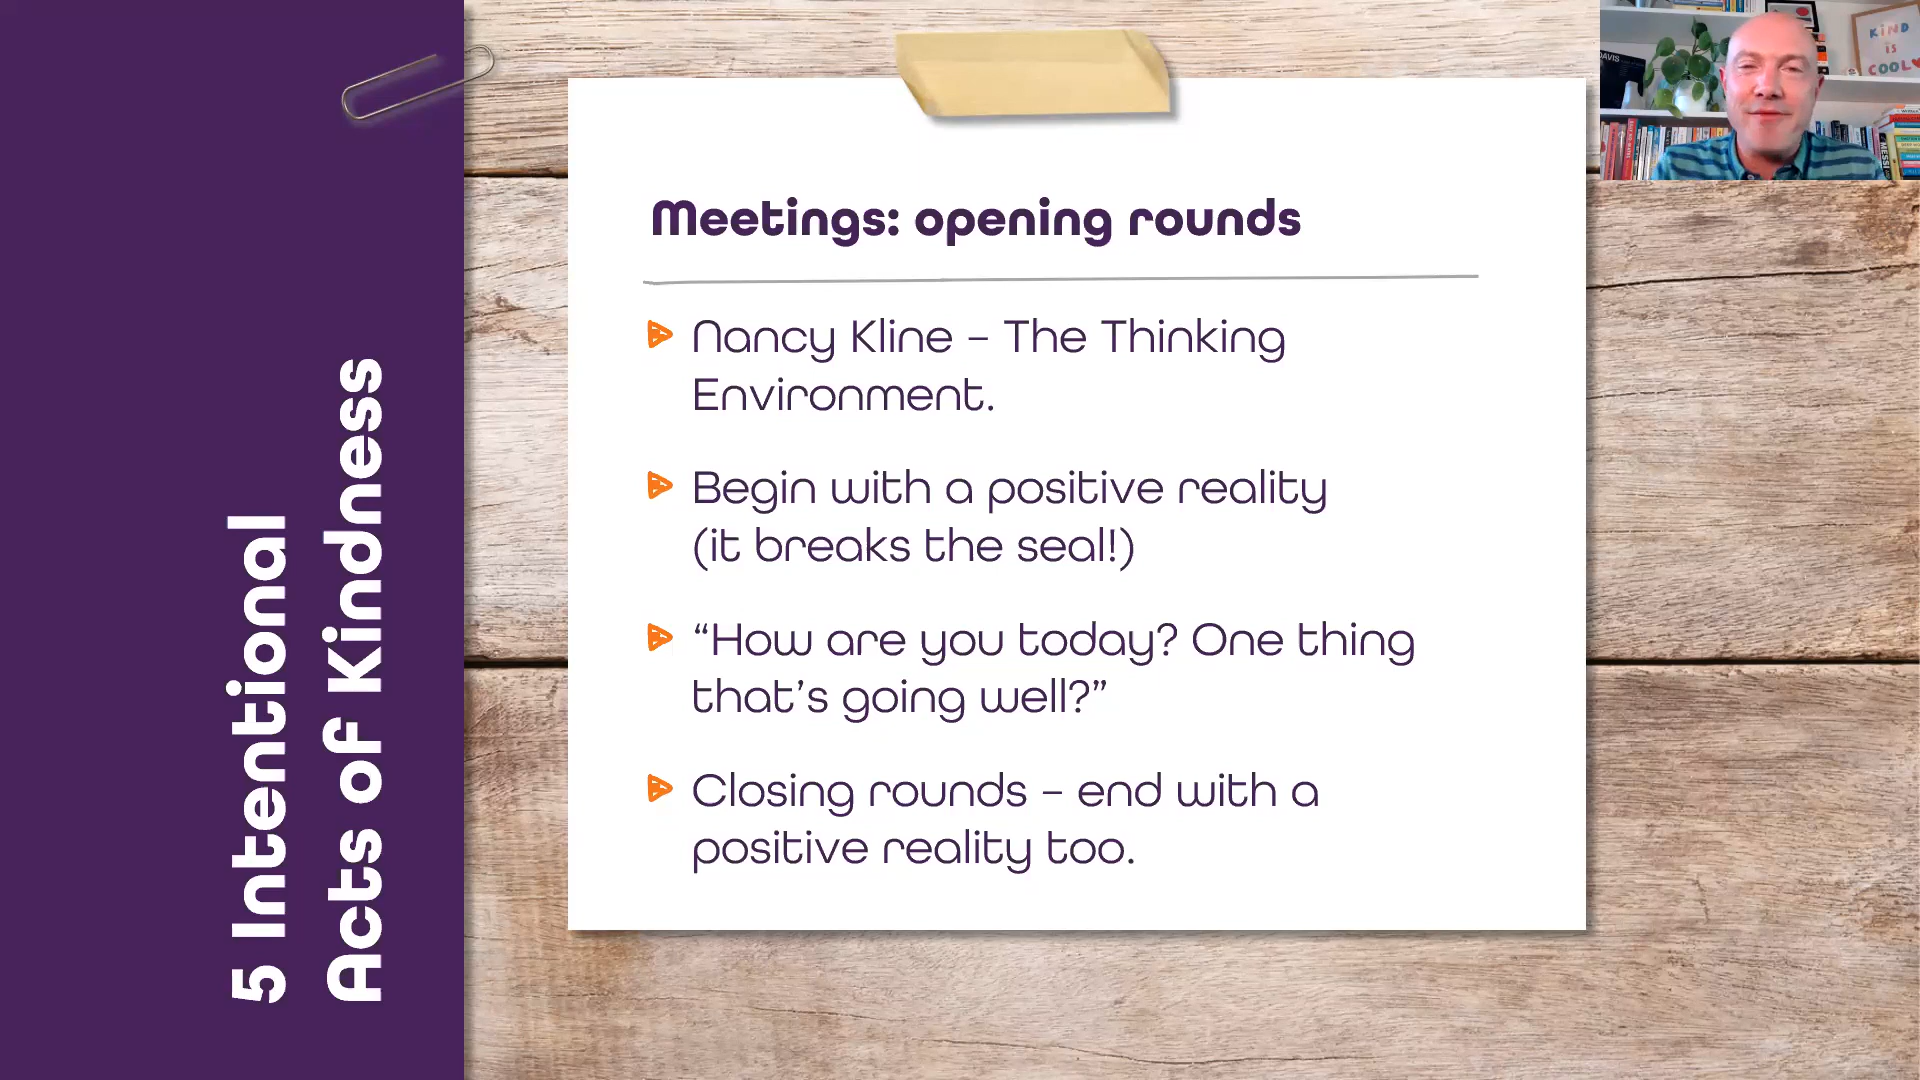 5 Intentional
Acts of Kindness
Meetings: opening rounds
Nancy Kline – The Thinking
Environment.
Begin with a positive reality
(it breaks the seal!)
“How are you today? One thing
that’s going well?”
Closing rounds – end with a
positive reality too.
KIND
IS
COOL
DAVIS
MESSI